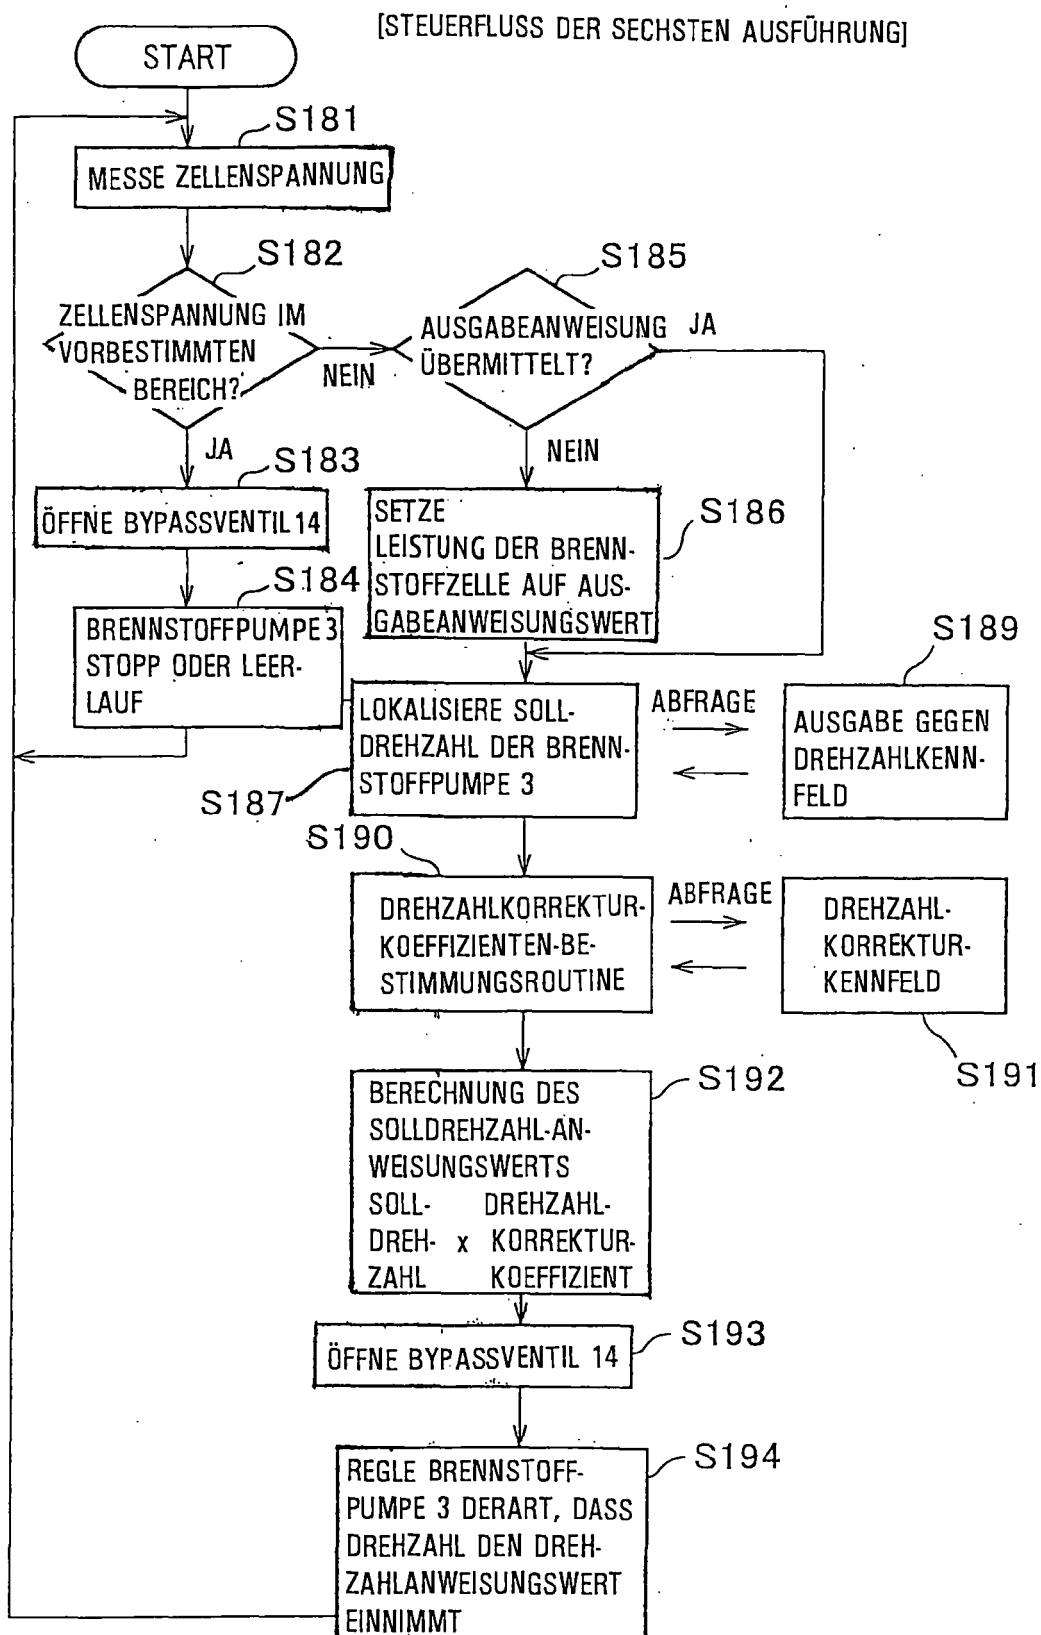 [STEUERFLUSS DER SECHSTEN AUSFÜHRUNG]
START
S181
MESSE ZELLENSPANNUNG
S182
ZELLENSPANNUNG IM
VORBESTIMMTEN
BEREICH?
NEIN
JA
S185
AUSGABEANWEISUNG
ÜBERMITTELT?
JA
NEIN
S183
ÖFFNE BYPASSVENTIL 14
S184
BRENNSTOFFPUMPE 3
STOPP ODER LEER-
LAUF
S186
SETZE
LEISTUNG DER BRENN-
STOFFZELLE AUF AUS-
GABEANWEISUNGSWERT
S187
LOKALISIERE SOLL-
DREHZAHL DER BRENN-
STOFFPUMPE 3
ABFRAGE
S189
AUSGABE GEGEN
DREHZAHLKENN-
FELD
S190
DREHZAHLKORREKTUR-
KOEFFIZIENTEN-BE-
STIMMUNGSROUTINE
ABFRAGE
DREHZAHL-
KORREKTUR-
KENNFELD
S191
S192
BERECHNUNG DES
SOLLDREHZAHL-AN-
WEISUNGSWERTS
SOLL- DREHZAHL-
DREH- x KORREKTUR-
ZAHL KOEFFIZIENT
S193
ÖFFNE BYPASSVENTIL 14
S194
REGLE BRENNSTOFF-
PUMPE 3 DERART, DASS
DREHZAHL DEN DREH-
ZAHLANWEISUNGSWERT
EINNIMMT